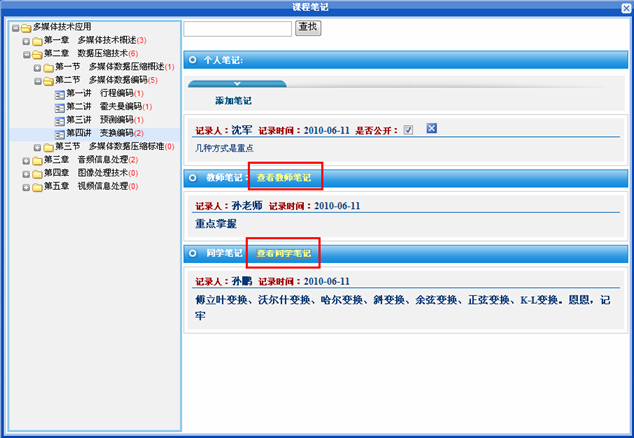 课程笔记
多媒体技术应用
第一章 多媒体技术概述(3)
第二章 数据压缩技术(6)
第一节 多媒体数据压缩概述(1)
第二节 多媒体数据编码(5)
第一讲 行程编码(1)
第二讲 霍夫曼编码(1)
第三讲 预测编码(1)
第四讲 变换编码(2)
第三节 多媒体数据压缩标准(0)
第三章 音频信息处理(2)
第四章 图像处理技术(0)
第五章 视频信息处理(0)
查找
个人笔记:
添加笔记
记录人：沈军 记录时间：2010-06-11 是否公开：
几种方式是重点
教师笔记： 查看教师笔记
记录人：孙老师 记录时间：2010-06-11
重点掌握
同学笔记 查看同学笔记
记录人：孙鹏 记录时间：2010-06-11
傅立叶变换、沃尔什变换、哈尔变换、斜变换、余弦变换、正弦变换、K-L变换。恩恩，记
牢